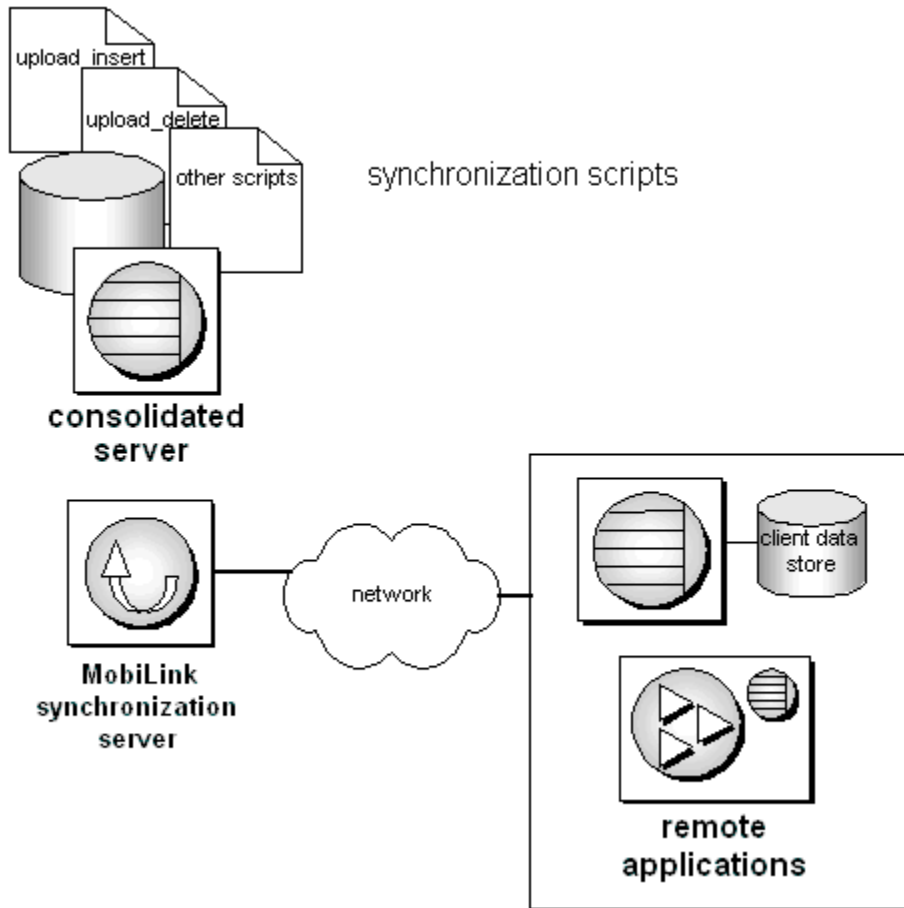 upload_insert
upload_delete
other scripts
synchronization scripts
consolidated
server
MobiLink
synchronization
server
network
client data
store
remote
applications